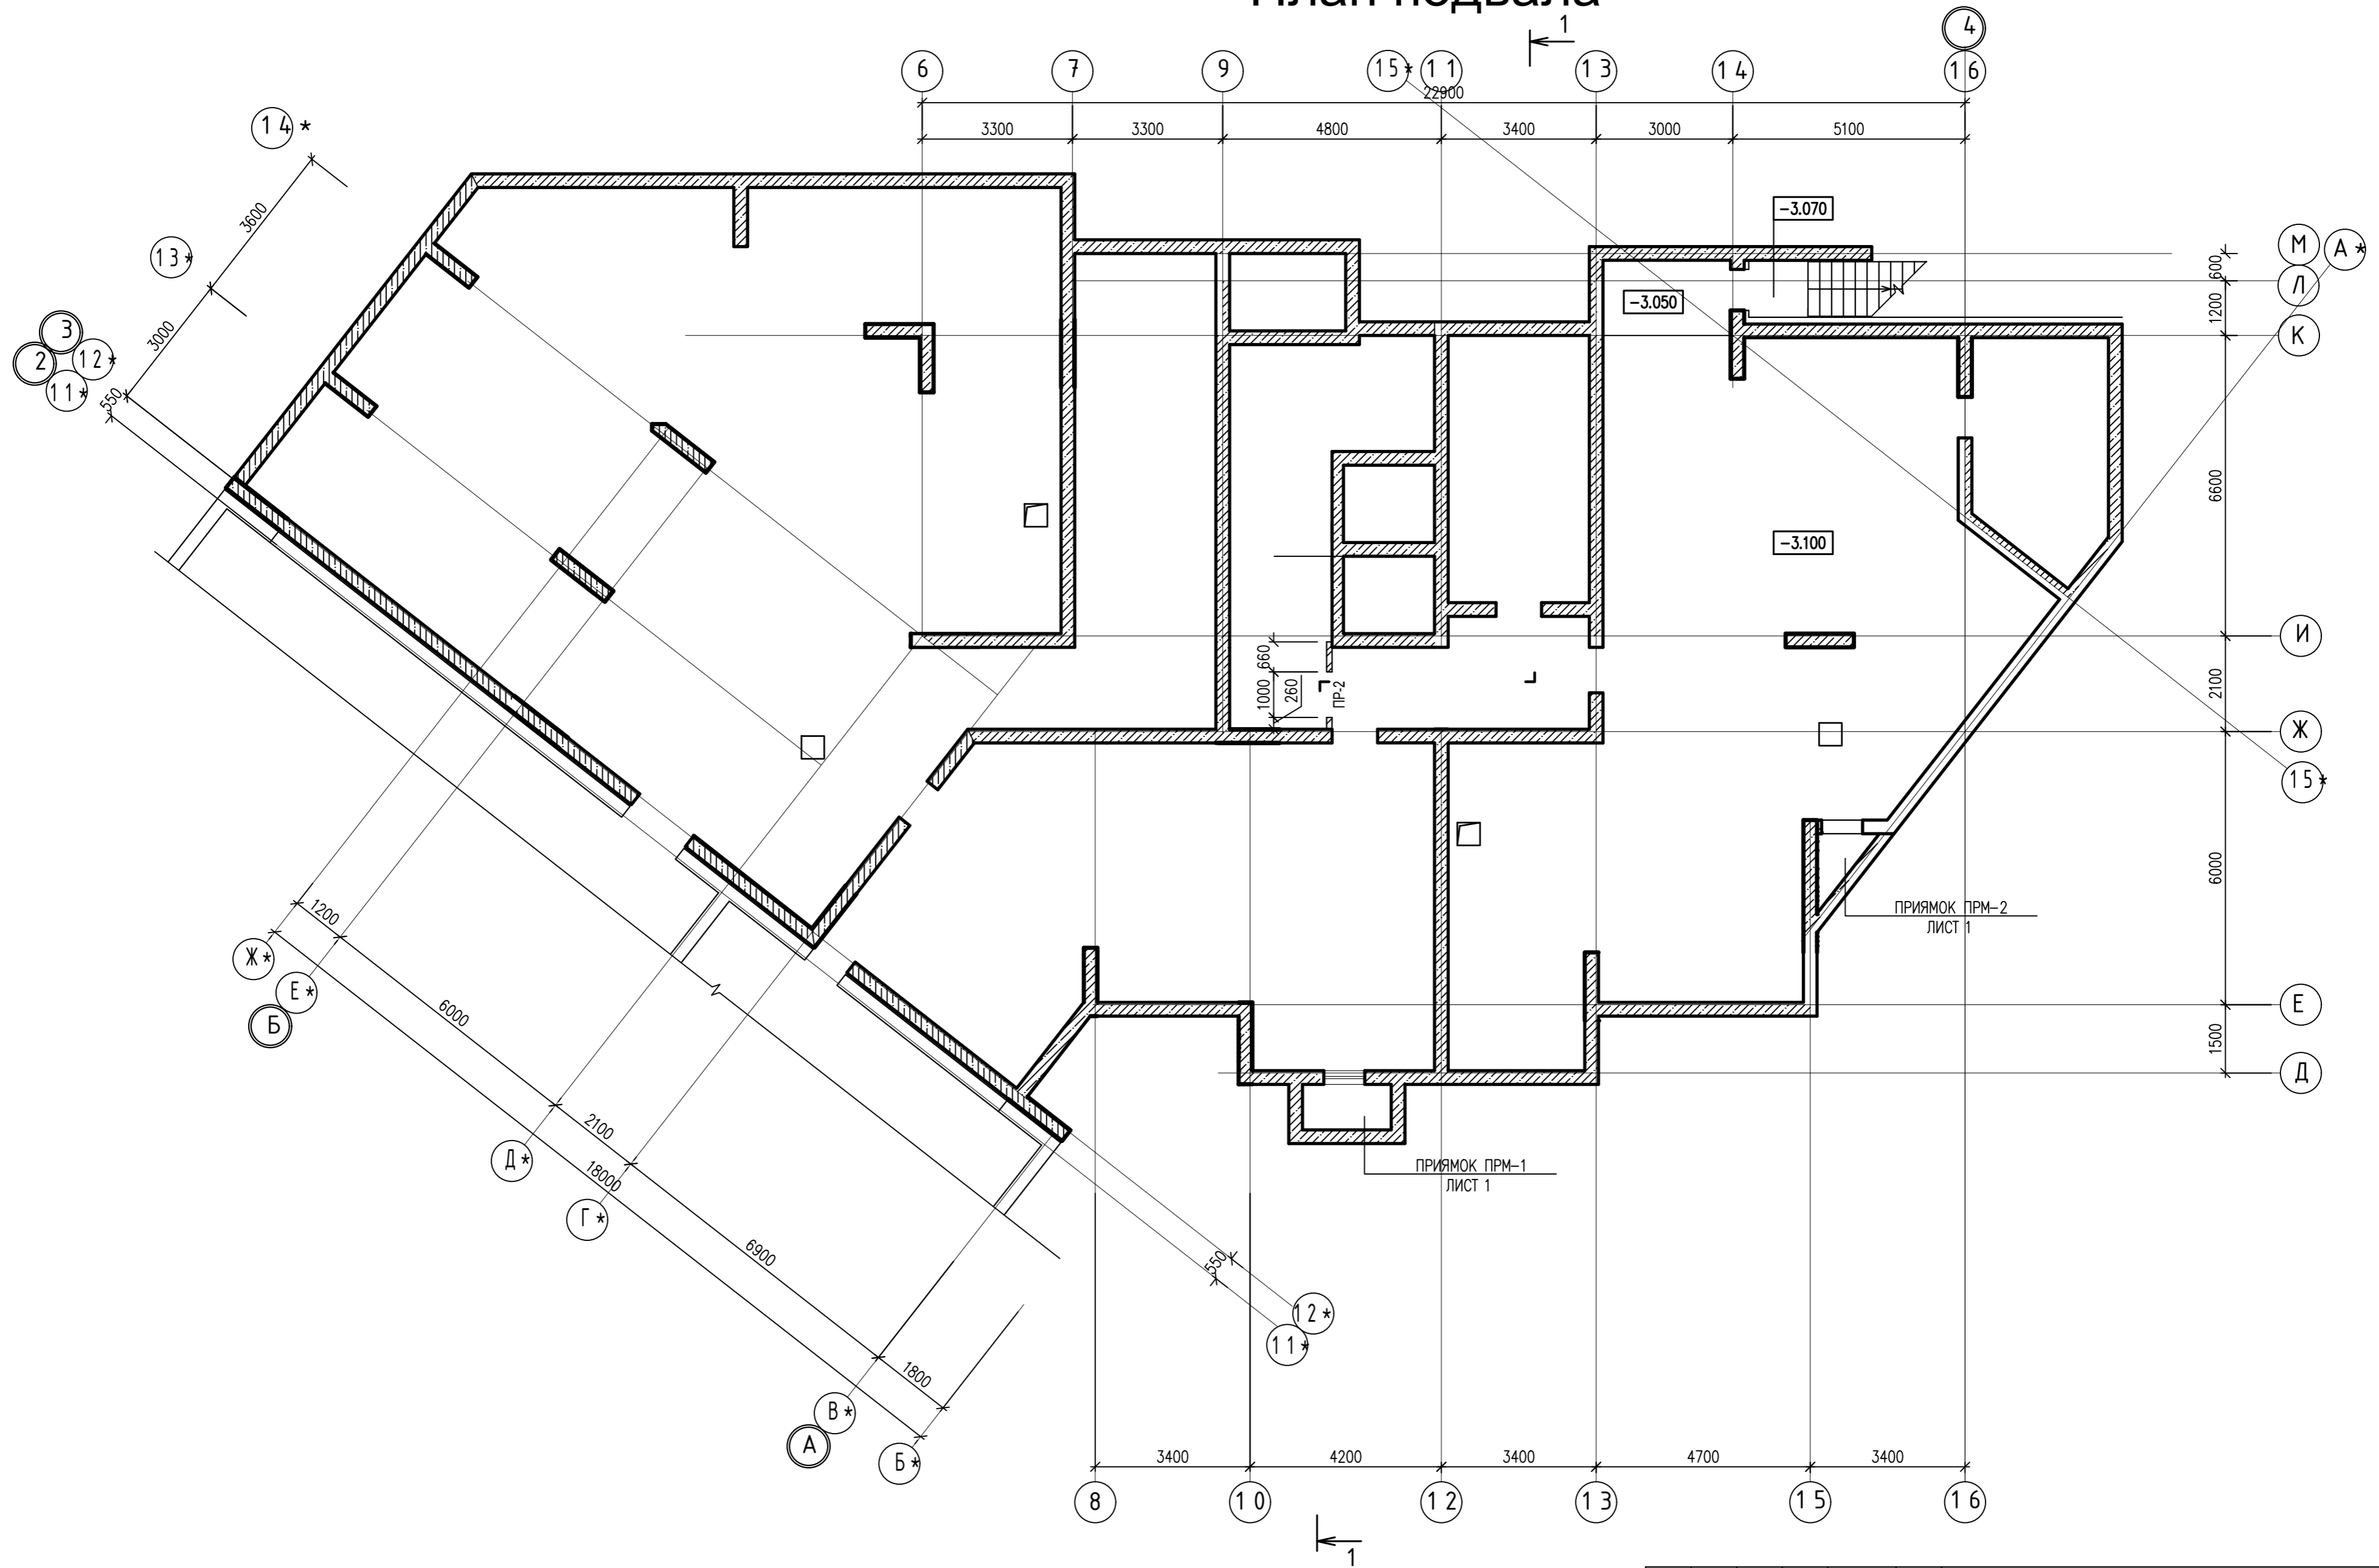 План подвала
1
4
6
7
9
15*
11
13
14
16
22900
3300
3300
4800
3400
3000
5100
14*
3600
13*
3000
3
2
12*
11*
550
-3.070
-3.050
-3.100
М
А*
Л
К
600
1200
6600
И
2100
Ж
15*
6000
Е
1500
Д
660
1000
260
ПР-2
ПРИЯМОК ПРМ-2
ЛИСТ 1
ПРИЯМОК ПРМ-1
ЛИСТ 1
Ж*
Е*
Б
1200
6000
Д*
2100
18000
Г*
6900
550
12*
11*
1800
В*
А
Б*
3400
4200
3400
4700
3400
8
10
12
13
15
16
1